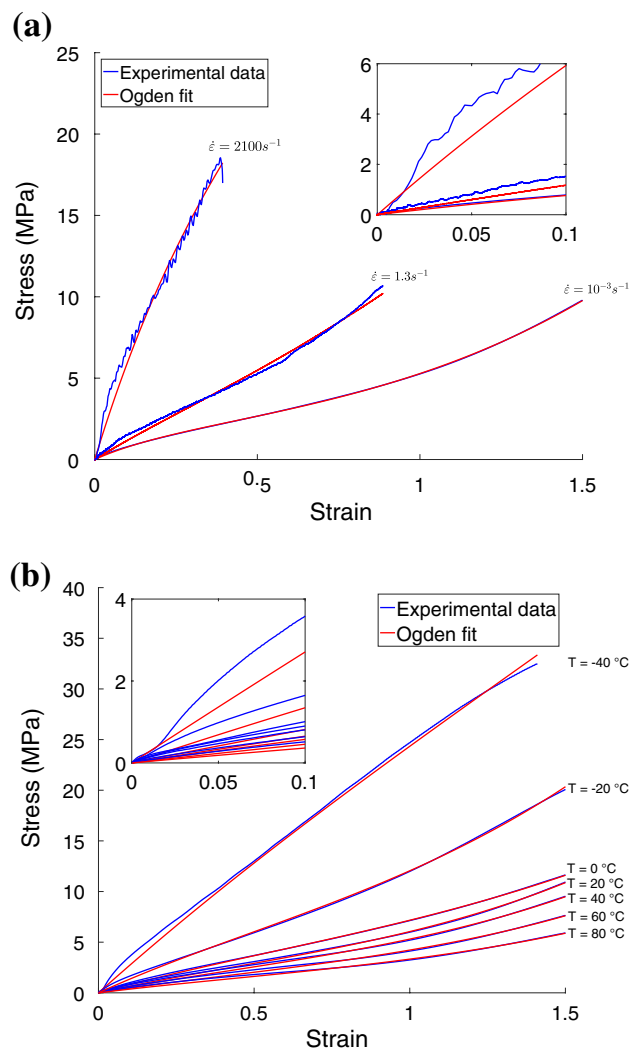 (a)
25
20
15
10
5
0
Stress (MPa)
Experimental data
Ogden fit
ε̇ = 2100s⁻¹
ε̇ = 1.3s⁻¹
ε̇ = 10⁻³s⁻¹
6
4
2
0
0 0.05 0.1
0 0.5 1 1.5
Strain
(b)
40
35
30
25
20
15
10
5
0
Stress (MPa)
4
2
0
0 0.05 0.1
Experimental data
Ogden fit
T = -40 °C
T = -20 °C
T = 0 °C
T = 20 °C
T = 40 °C
T = 60 °C
T = 80 °C
0 0.5 1 1.5
Strain